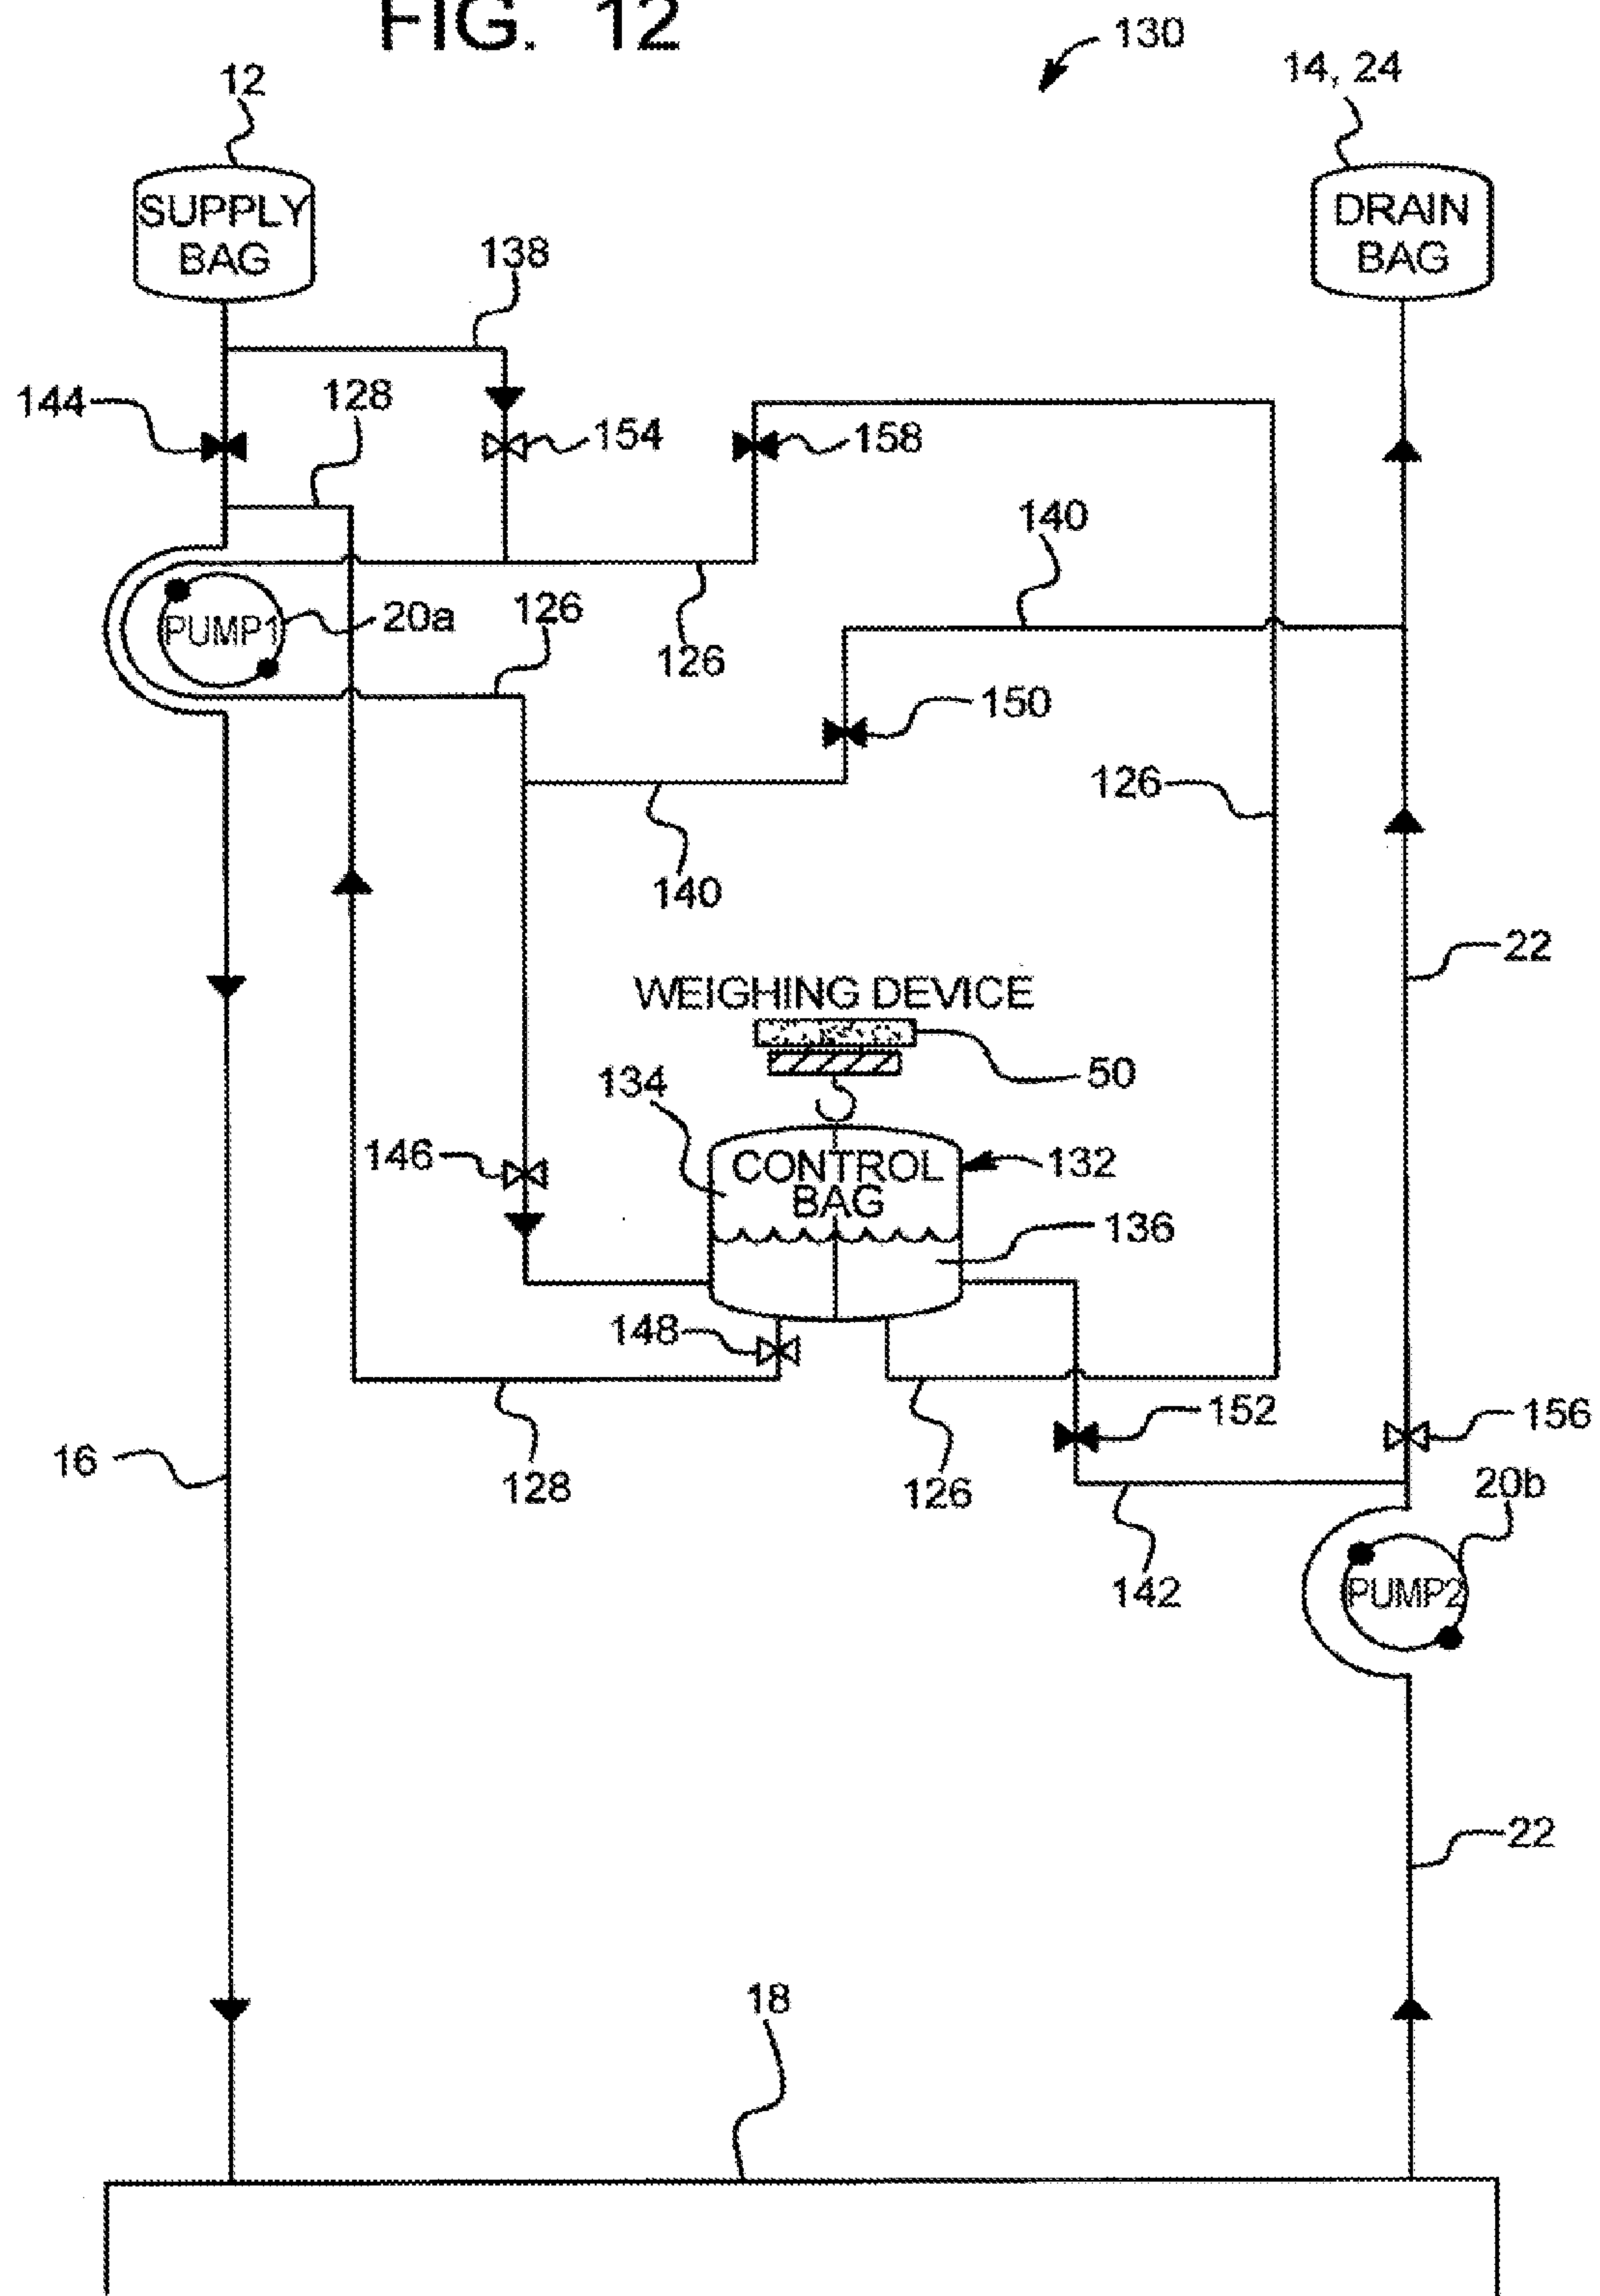 FIG. 12
130
12
14, 24
SUPPLY
BAG
DRAIN
BAG
138
144
128
154
158
140
PUMP1
20a
126
126
150
126
140
22
WEIGHING DEVICE
50
134
146
CONTROL
BAG
132
136
148
152
156
16
128
126
20b
142
PUMP2
22
18